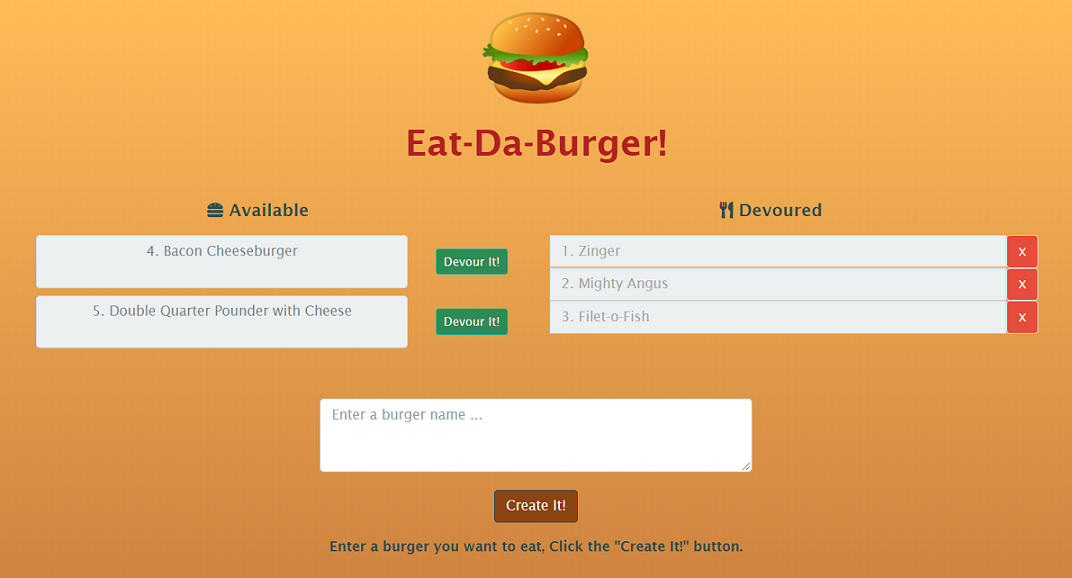 Eat-Da-Burger!
Available
4. Bacon Cheeseburger
Devour It!
5. Double Quarter Pounder with Cheese
Devour It!
Devoured
1. Zinger
x
2. Mighty Angus
x
3. Filet-o-Fish
x
Enter a burger name ...
Create It!
Enter a burger you want to eat, Click the "Create It!" button.